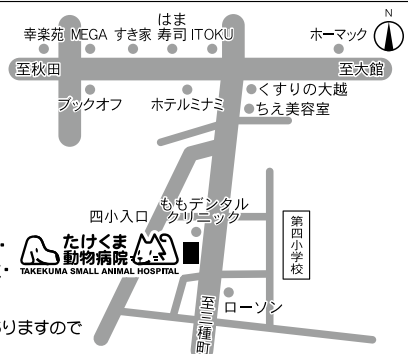 N
はま
幸楽苑 MEGA すき家 寿司 ITOKU ホーマック
至秋田 至大館
ブックオフ ホテルミナミ くすりの大越
ちえ美容室
ももデンタル
四小入口 クリニック
第四小学校
たけくま
動物病院
TAKEKUMA SMALL ANIMAL HOSPITAL
ローソン
至三種町
りますので